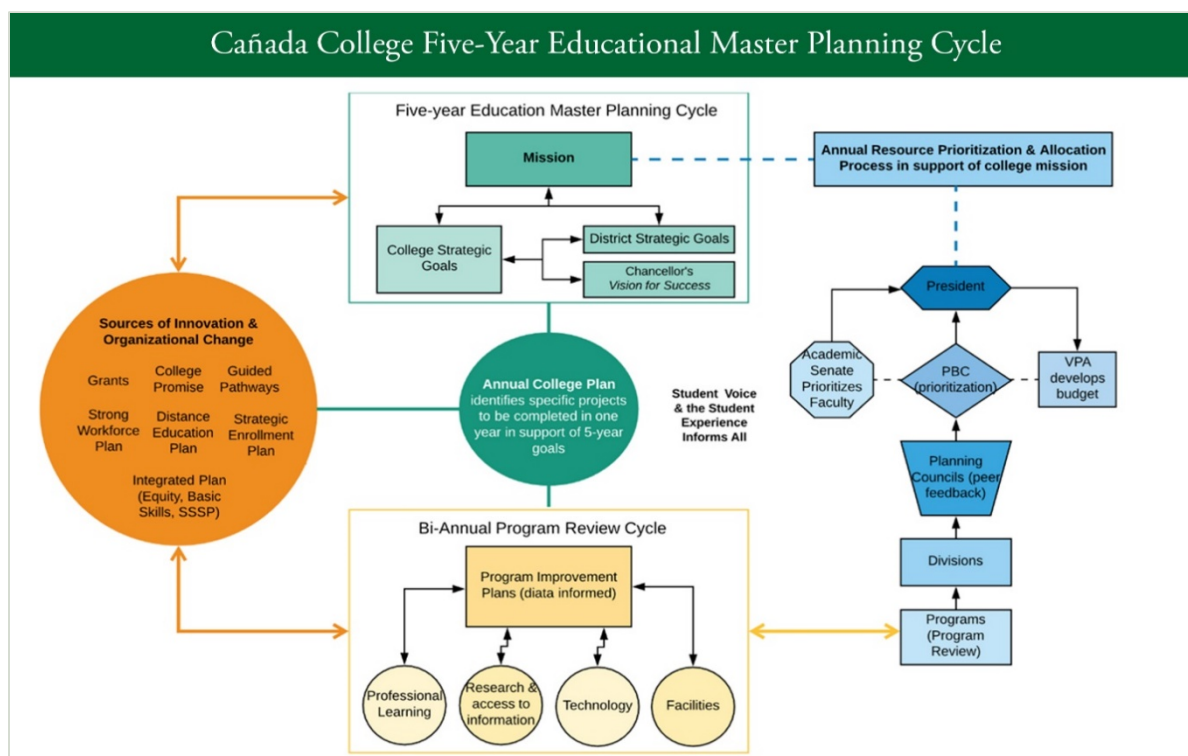 Cañada College Five-Year Educational Master Planning Cycle
Five-year Education Master Planning Cycle
Mission
College Strategic
Goals
District Strategic Goals
Chancellor's
Vision for Success
Annual Resource Prioritization & Allocation
Process in support of college mission
Sources of Innovation &
Organizational Change
Grants
College
Promise
Guided
Pathways
Strong
Workforce
Plan
Distance
Education
Plan
Strategic
Enrollment
Plan
Integrated Plan
(Equity, Basic
Skills, SSSP)
Annual College Plan
identifies specific projects
to be completed in one
year in support of 5-year
goals
Student Voice
& the Student
Experience
Informs All
President
Academic
Senate
Prioritizes
Faculty
PBC
(prioritization)
VPA
develops
budget
Planning
Councils (peer
feedback)
Divisions
Programs
(Program
Review)
Bi-Annual Program Review Cycle
Program Improvement
Plans (diata informed)
Professional
Learning
Research &
access to
information
Technology
Facilities